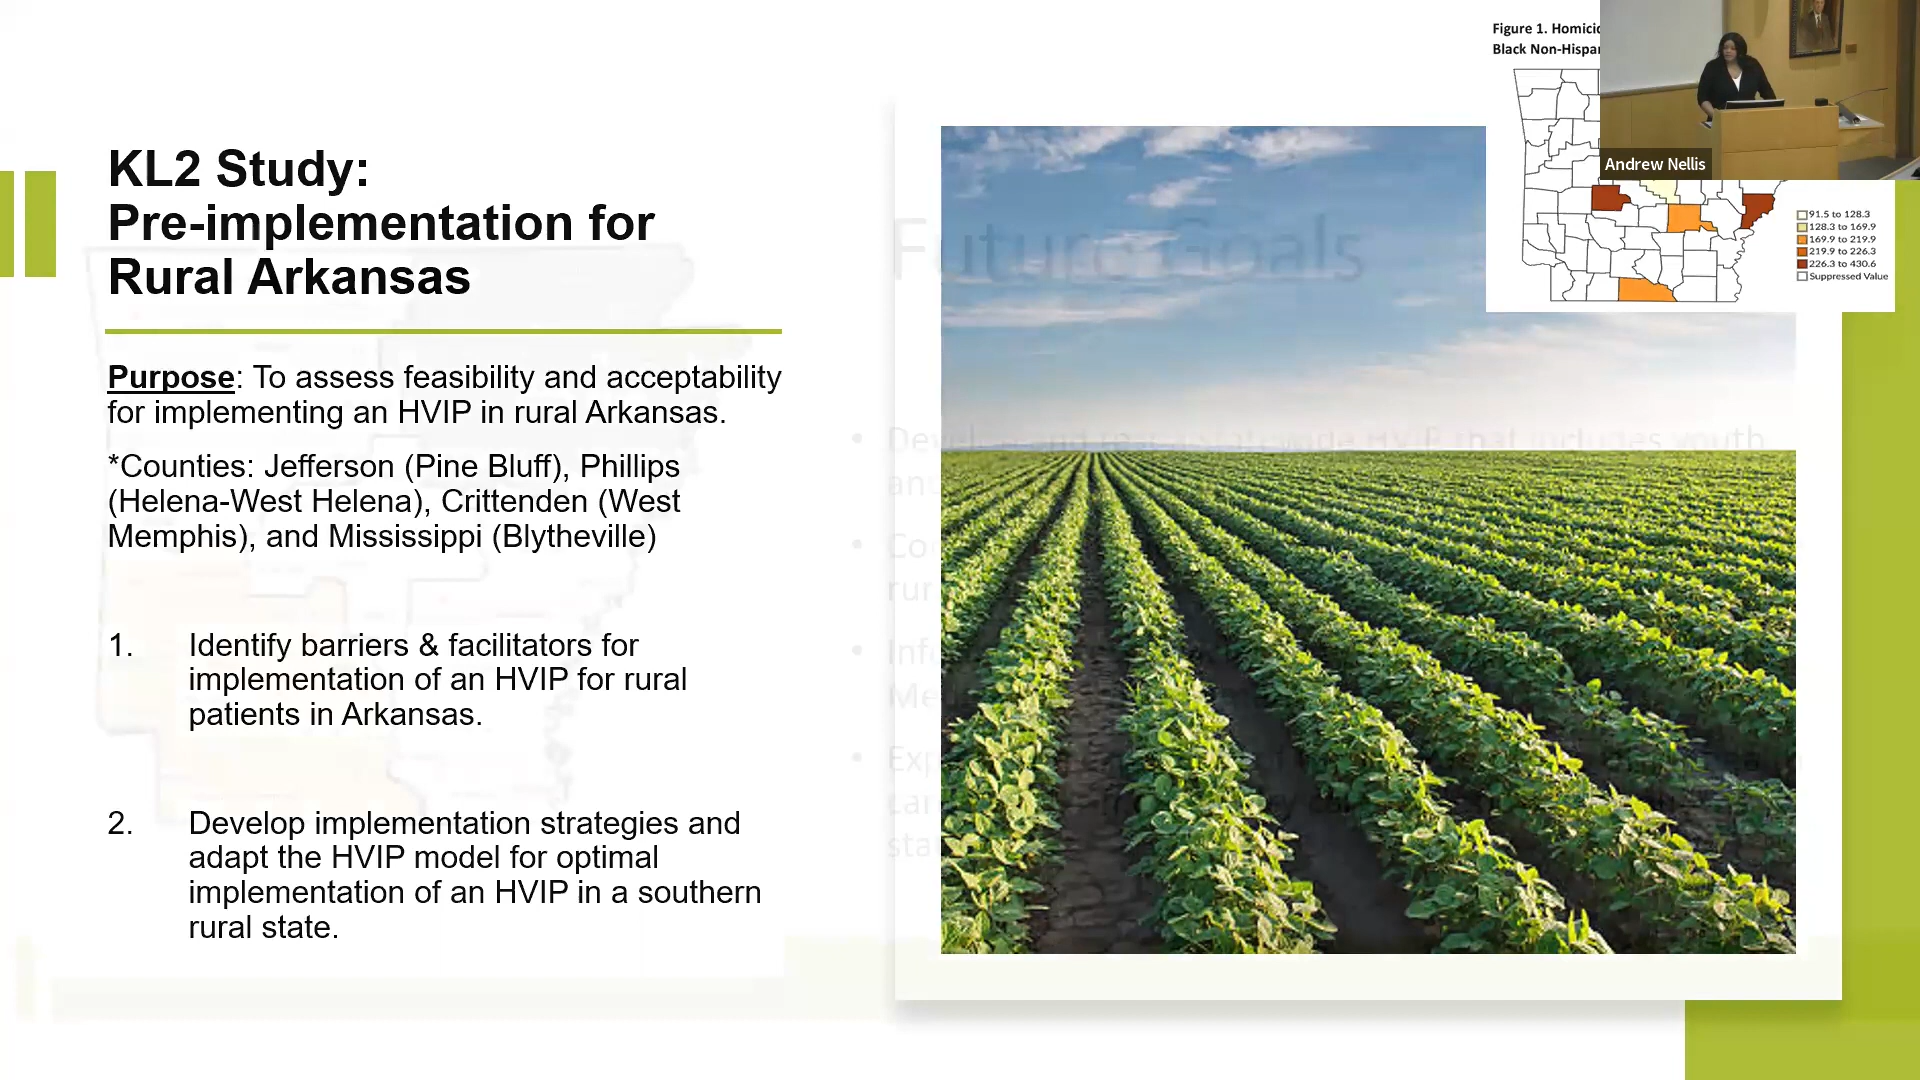 KL2 Study:
Pre-implementation for
Rural Arkansas
Purpose: To assess feasibility and acceptability
for implementing an HVIP in rural Arkansas.
*Counties: Jefferson (Pine Bluff), Phillips
(Helena-West Helena), Crittenden (West
Memphis), and Mississippi (Blytheville)
1. Identify barriers & facilitators for
implementation of an HVIP for rural
patients in Arkansas.
2. Develop implementation strategies and
adapt the HVIP model for optimal
implementation of an HVIP in a southern
rural state.
Future Goals
Figure 1.
Black
Andrew Nellis
91.5 to 128.3
128.3 to 169.9
169.9 to 219.9
219.9 to 226.3
226.3 to 430.6
Suppressed Value